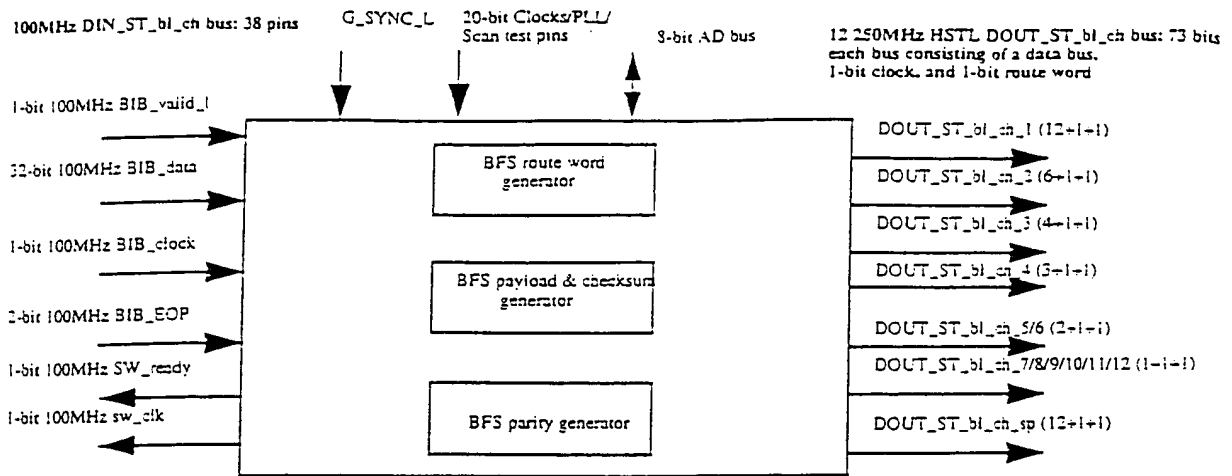 100MHz DIN_ST_bl_ch bus: 38 pins
G_SYNC_L
20-bit Clocks/PLL/
Scan test pins
8-bit AD bus
12 250MHz HSTL DOUT_ST_bl_ch bus: 73 bits
each bus consisting of a data bus,
1-bit clock, and 1-bit route word
1-bit 100MHz BIB_valid_l
32-bit 100MHz BIB_data
1-bit 100MHz BIB_clock
2-bit 100MHz BIB_EOP
1-bit 100MHz SW_ready
1-bit 100MHz sw_clk
BFS route word
generator
BFS payload & checksum
generator
BFS parity generator
DOUT_ST_bl_ch_1 (12+1+1)
DOUT_ST_bl_ch_2 (6+1+1)
DOUT_ST_bl_ch_3 (4+1+1)
DOUT_ST_bl_ch_4 (3+1+1)
DOUT_ST_bl_ch_5/6 (2+1+1)
DOUT_ST_bl_ch_7/8/9/10/11/12 (1+1+1)
DOUT_ST_bl_ch_sp (12+1+1)